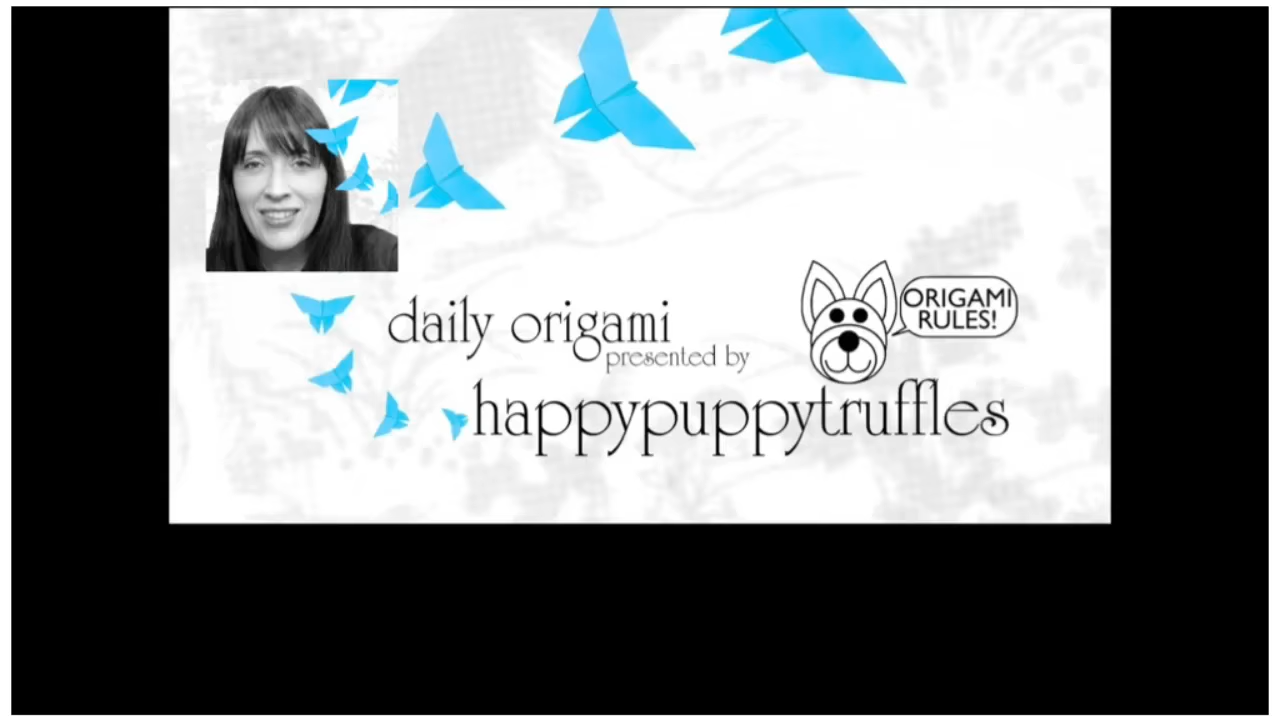 daily origami
presented by
ORIGAMI
RULES!
happypuppytruffles